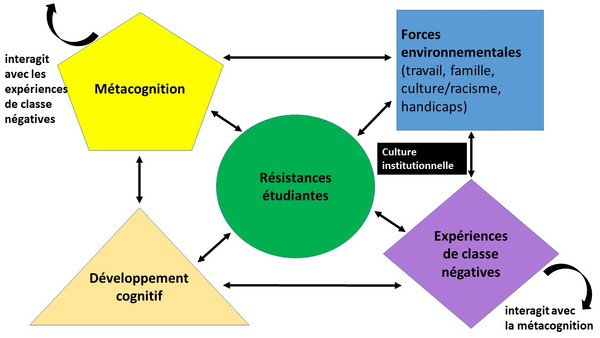 interagit
avec les
expériences
de classe
négatives
Métacognition
Forces
environnementales
(travail, famille,
culture/racisme,
handicaps)
Culture
institutionnelle
Résistances
étudiantes
Développement
cognitif
Expériences
de classe
négatives
interagit avec
la métacognition